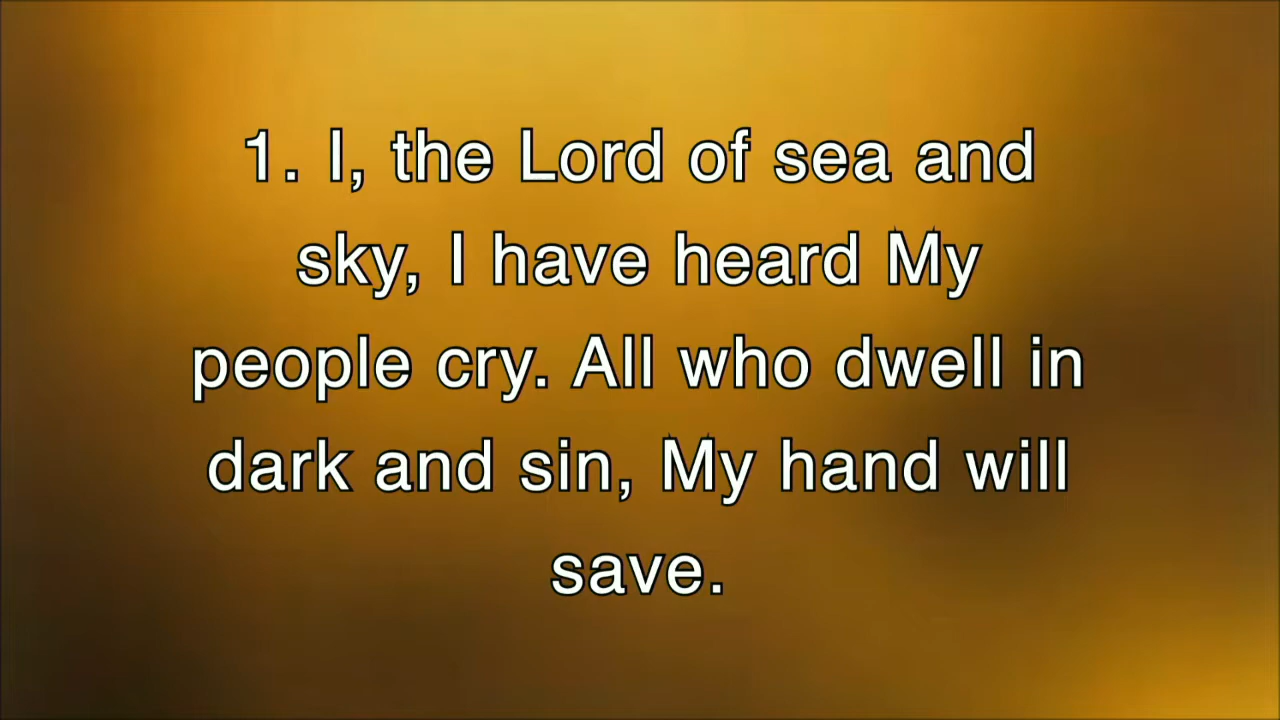 1. I, the Lord of sea and
sky, I have heard My
people cry. All who dwell in
dark and sin, My hand will
save.